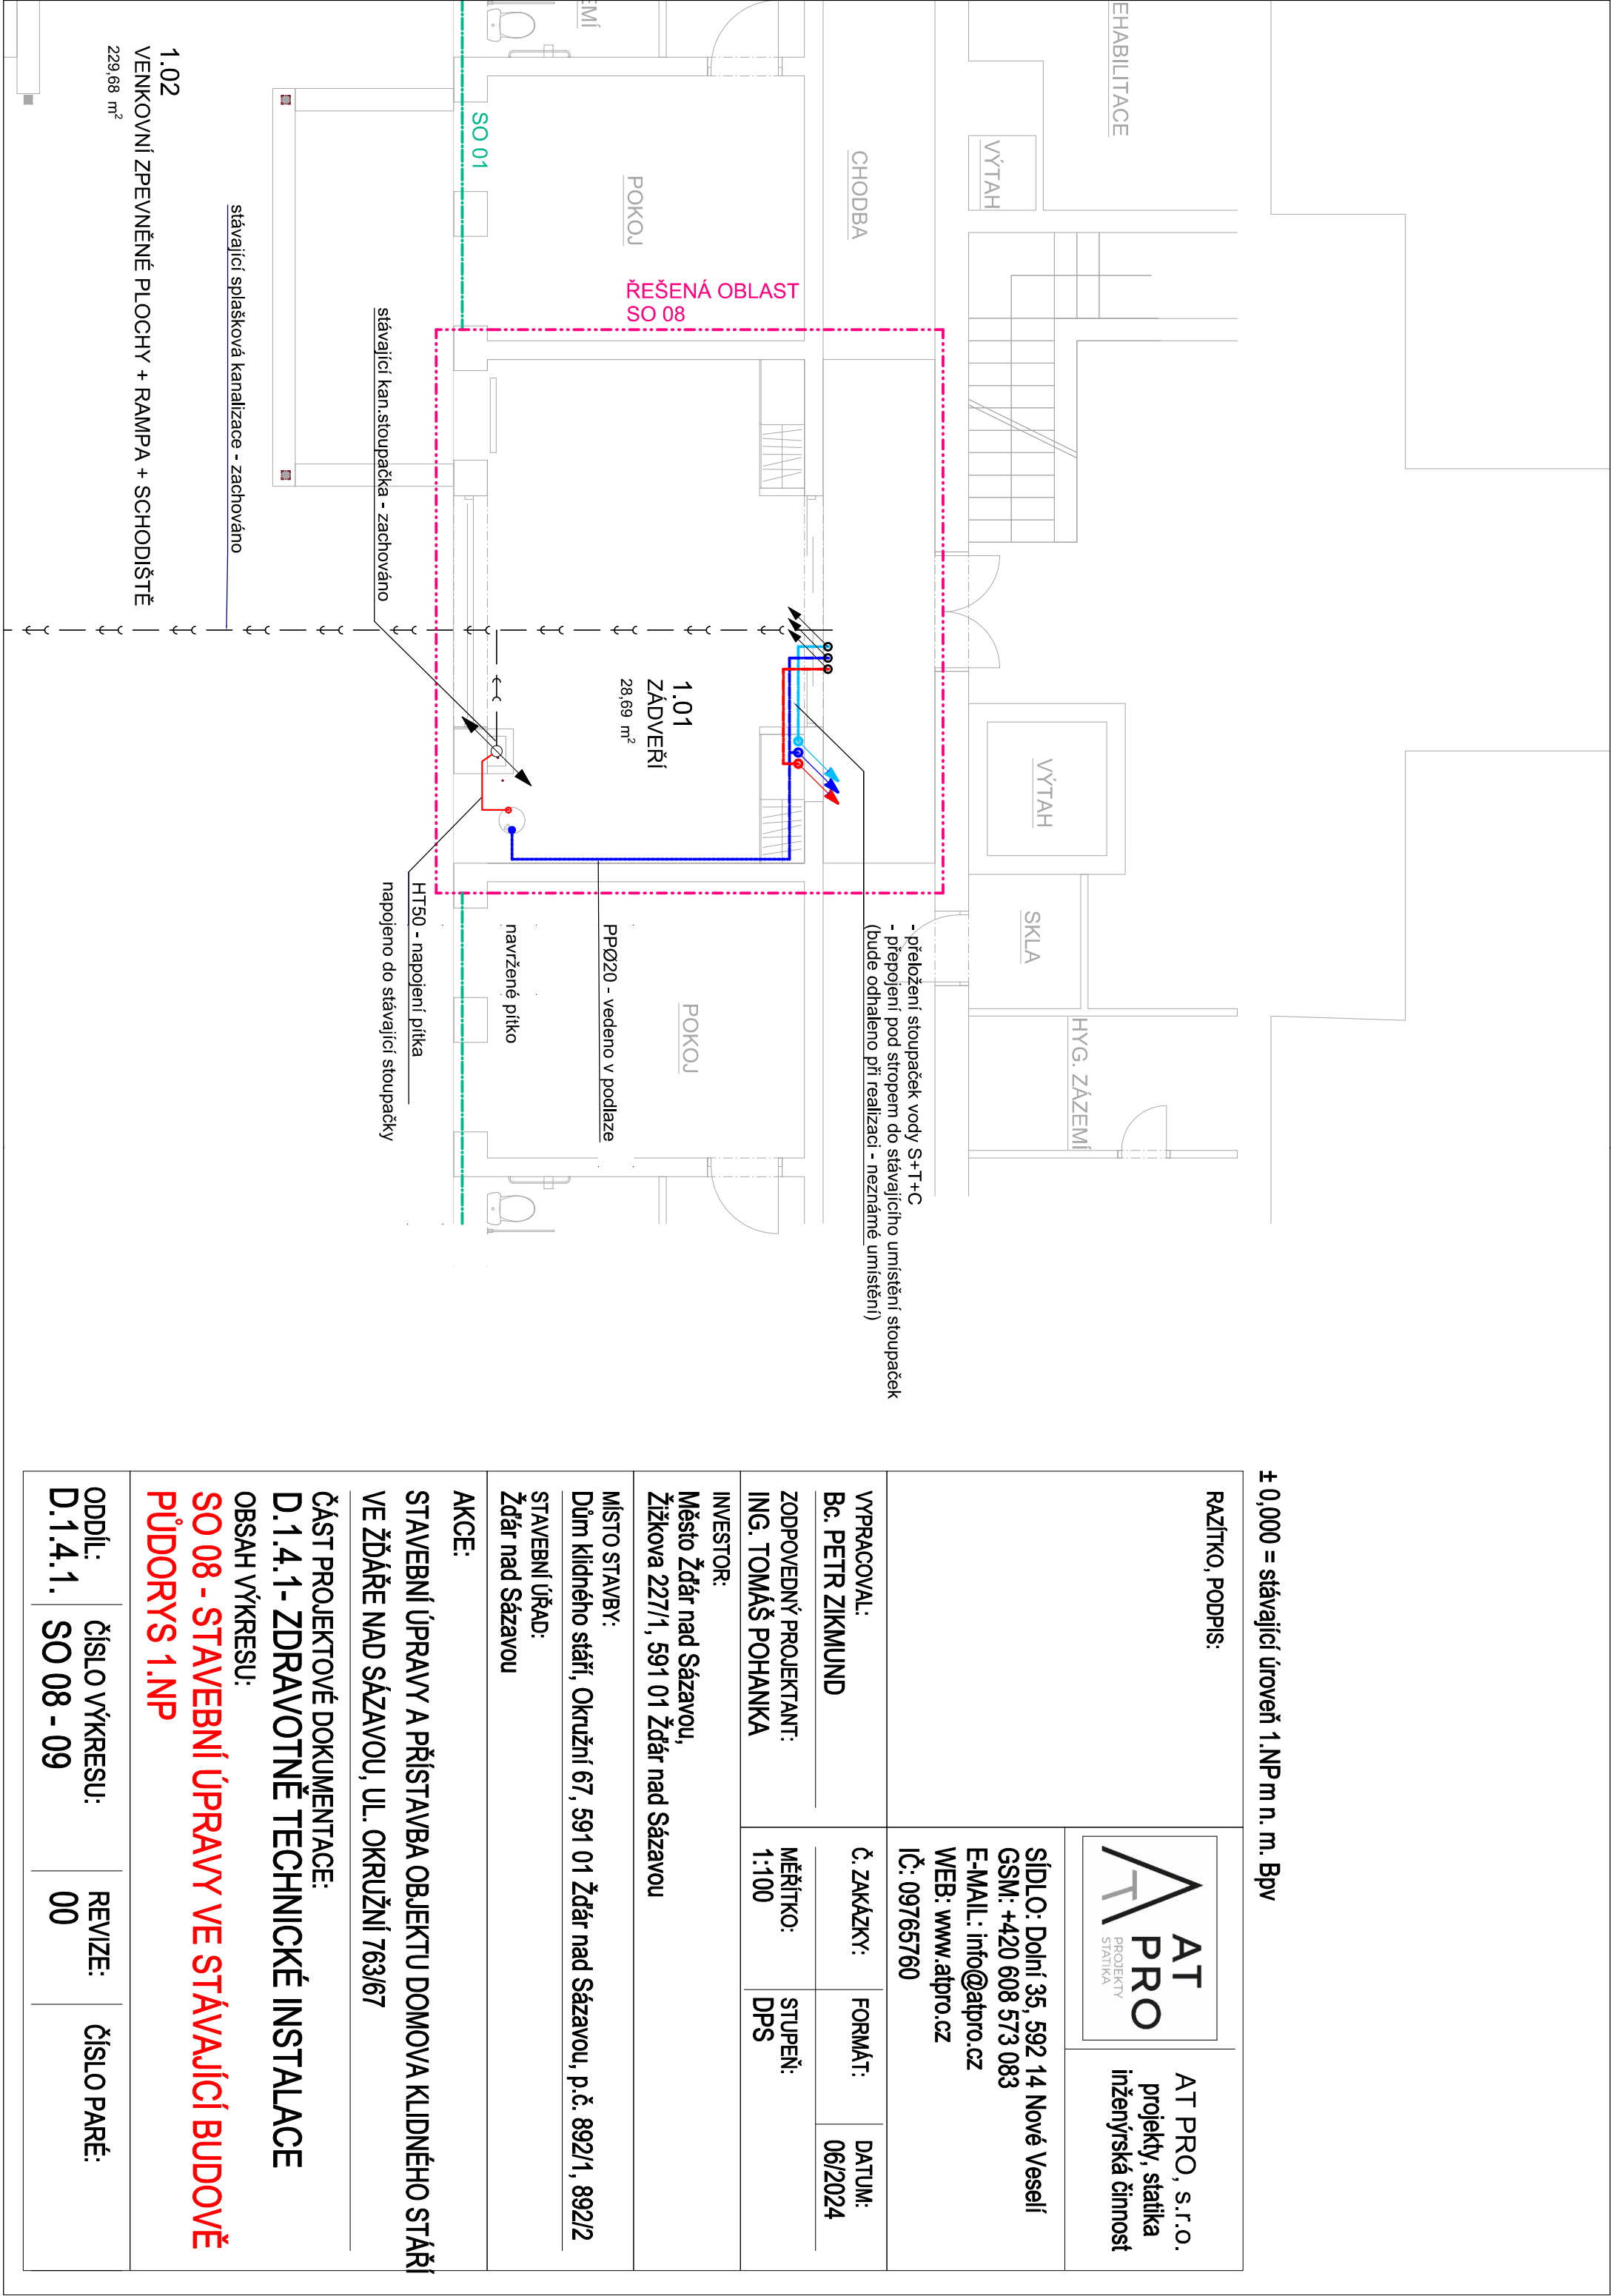 EHABILITACE
VÝTAH
CHODBA
POKOJ
EMÍ
SO 01
ŘEŠENÁ OBLAST
SO 08
1.02
VENKOVNÍ ZPEVNĚNÉ PLOCHY + RAMPA + SCHODIŠTĚ
229,68 m²
stávající splašková kanalizace - zachováno
stávající kan.stoupačka - zachováno
1.01
ZÁDVEŘÍ
28,69 m²
VÝTAH
SKLA
HYG. ZÁZEMÍ
POKOJ
- přeložení stoupaček vody S+T+C
- přepojení pod stropem do stávajícího umístění stoupaček
(bude odhaleno při realizaci - neznámé umístění)
PPØ20 - vedeno v podlaze
navržené pítko
HT50 - napojení pítka
napojeno do stávající stoupačky
± 0,000 = stávající úroveň 1.NP m n. m. Bpv
RAZÍTKO, PODPIS:
AT
PRO
PROJEKTY
STATIKA
AT PRO, s.r.o.
projekty, statika
inženýrská činnost
SÍDLO: Dolní 35, 592 14 Nové Veselí
GSM: +420 608 573 083
E-MAIL: info@atpro.cz
WEB: www.atpro.cz
IČ: 09765760
VYPRACOVAL:
Bc. PETR ZIKMUND
Č. ZAKÁZKY:
FORMÁT:
DATUM:
06/2024
ZODPOVEDNÝ PROJEKTANT:
ING. TOMÁŠ POHANKA
MĚŘÍTKO:
1:100
STUPEŇ:
DPS
INVESTOR:
Město Žďár nad Sázavou,
Žižkova 227/1, 591 01 Žďár nad Sázavou
MÍSTO STAVBY:
Dům klidného stáří, Okružní 67, 591 01 Žďár nad Sázavou, p.č. 892/1, 892/2
STAVEBNÍ ÚŘAD:
Žďár nad Sázavou
AKCE:
STAVEBNÍ ÚPRAVY A PŘÍSTAVBA OBJEKTU DOMOVA KLIDNÉHO STÁŘÍ
VE ŽĎÁŘE NAD SÁZAVOU, UL. OKRUŽNÍ 763/67
ČÁST PROJEKTOVÉ DOKUMENTACE:
D.1.4.1- ZDRAVOTNĚ TECHNICKÉ INSTALACE
OBSAH VÝKRESU:
SO 08 - STAVEBNÍ ÚPRAVY VE STÁVAJÍCÍ BUDOVĚ
PŮDORYS 1.NP
ODDÍL:
D.1.4.1.
ČÍSLO VÝKRESU:
SO 08 - 09
REVIZE:
00
ČÍSLO PARÉ: